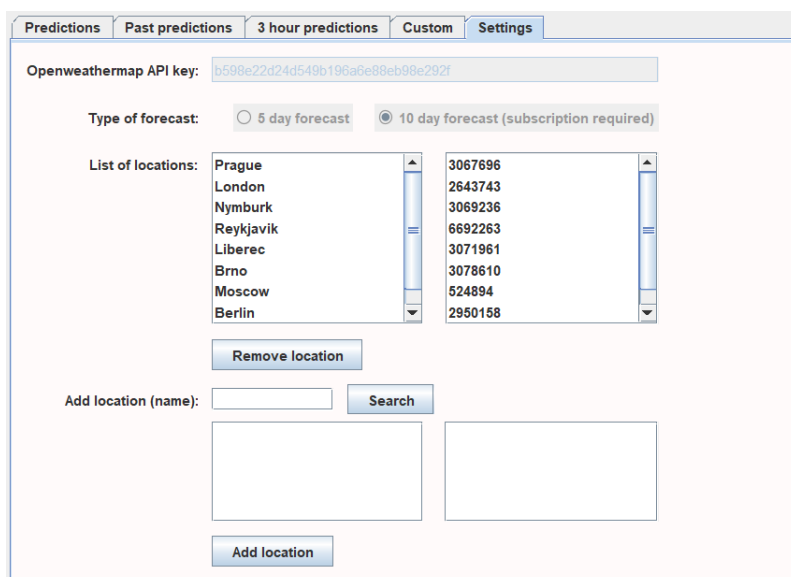 Predictions Past predictions 3 hour predictions Custom Settings
Openweathermap API key: b598e22d24d549b196a6e88eb98e292f
Type of forecast: 5 day forecast 10 day forecast (subscription required)
List of locations: Prague 3067696
London 2643743
Nymburk 3069236
Reykjavik 6692263
Liberec 3071961
Brno 3078610
Moscow 524894
Berlin 2950158
Remove location
Add location (name): Search
Add location